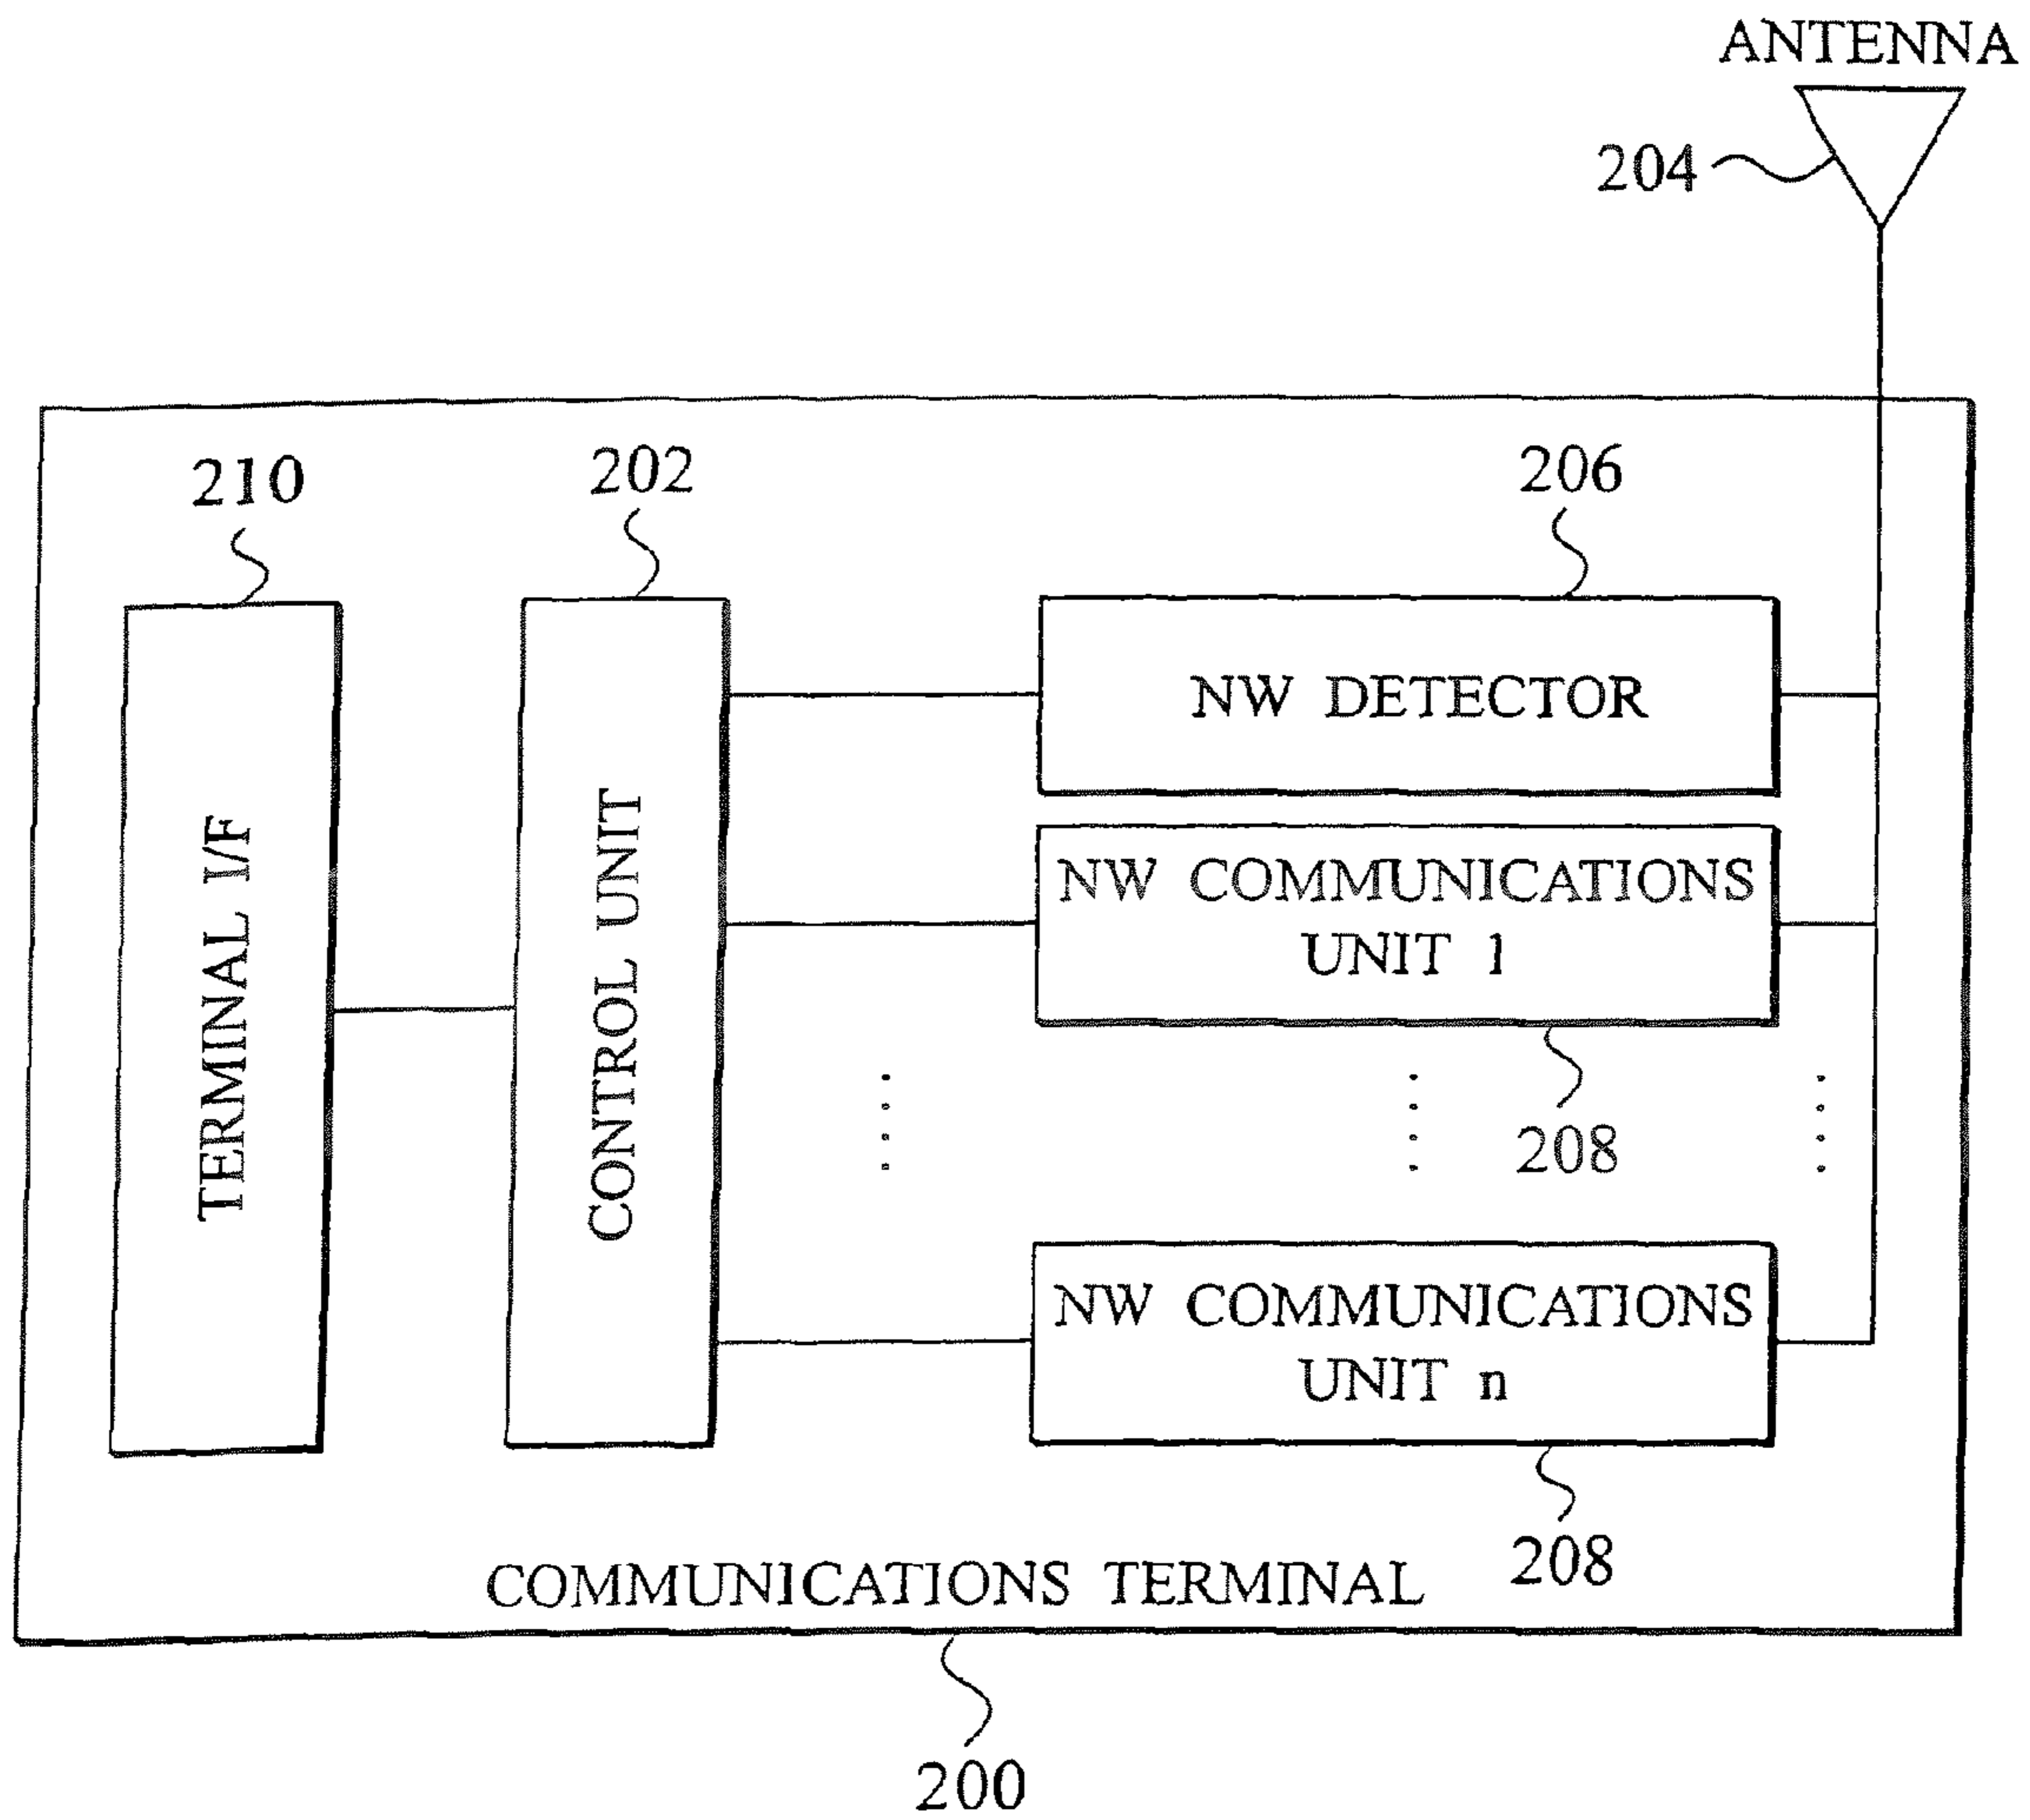 ANTENNA
204
210
202
206
TERMINAL I/F
CONTROL UNIT
NW DETECTOR
NW COMMUNICATIONS
UNIT 1
208
NW COMMUNICATIONS
UNIT n
208
COMMUNICATIONS TERMINAL
200